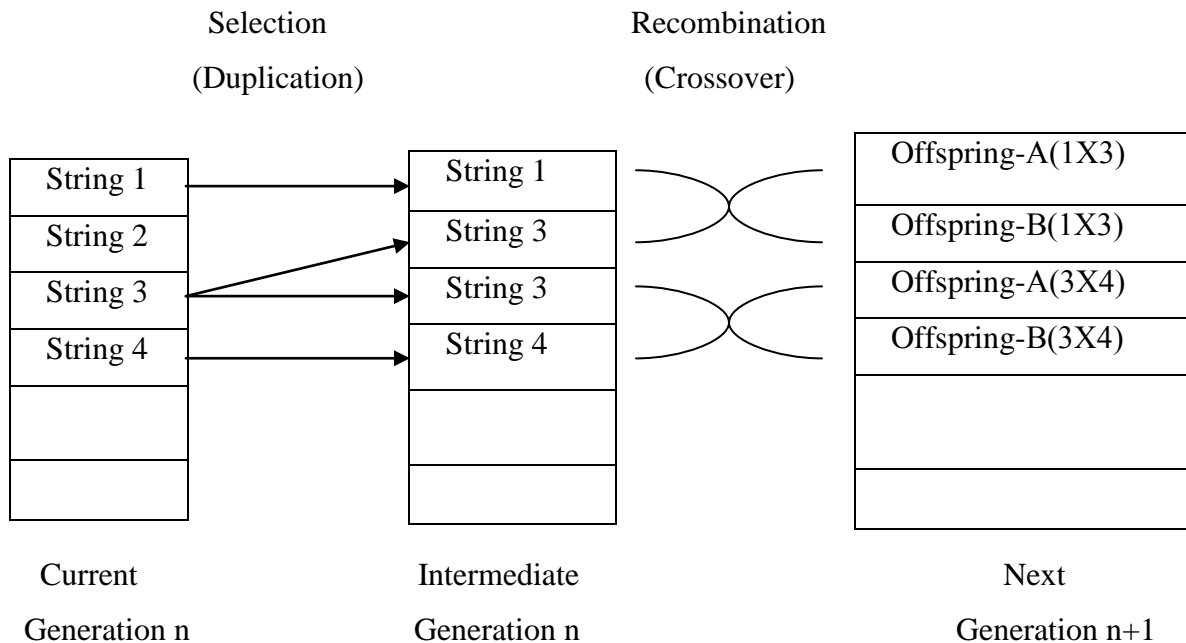 Selection
(Duplication)
Recombination
(Crossover)
String 1
String 2
String 3
String 4
String 1
String 3
String 3
String 4
Offspring-A(1X3)
Offspring-B(1X3)
Offspring-A(3X4)
Offspring-B(3X4)
Current
Generation n
Intermediate
Generation n
Next
Generation n+1